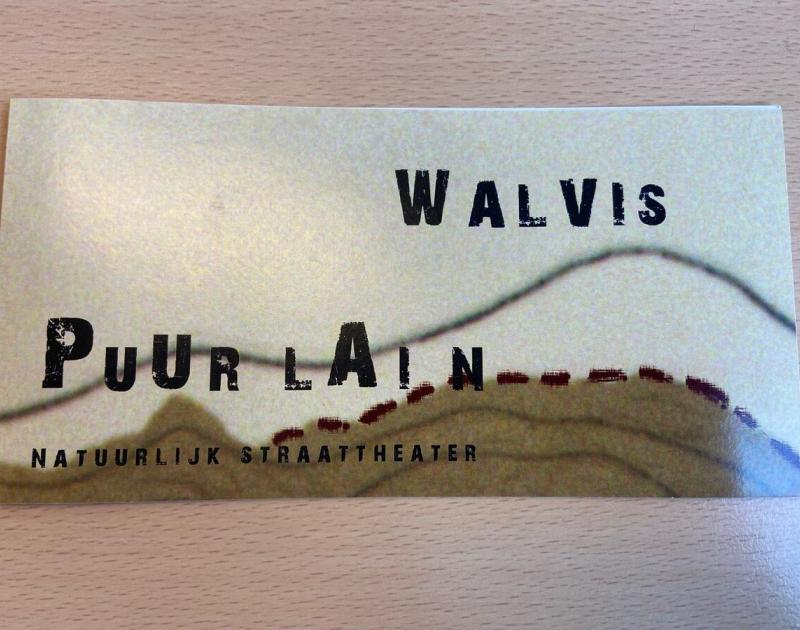 WALVIS
PUUR LAIN
NATUURLIJK STRAATTHEATER